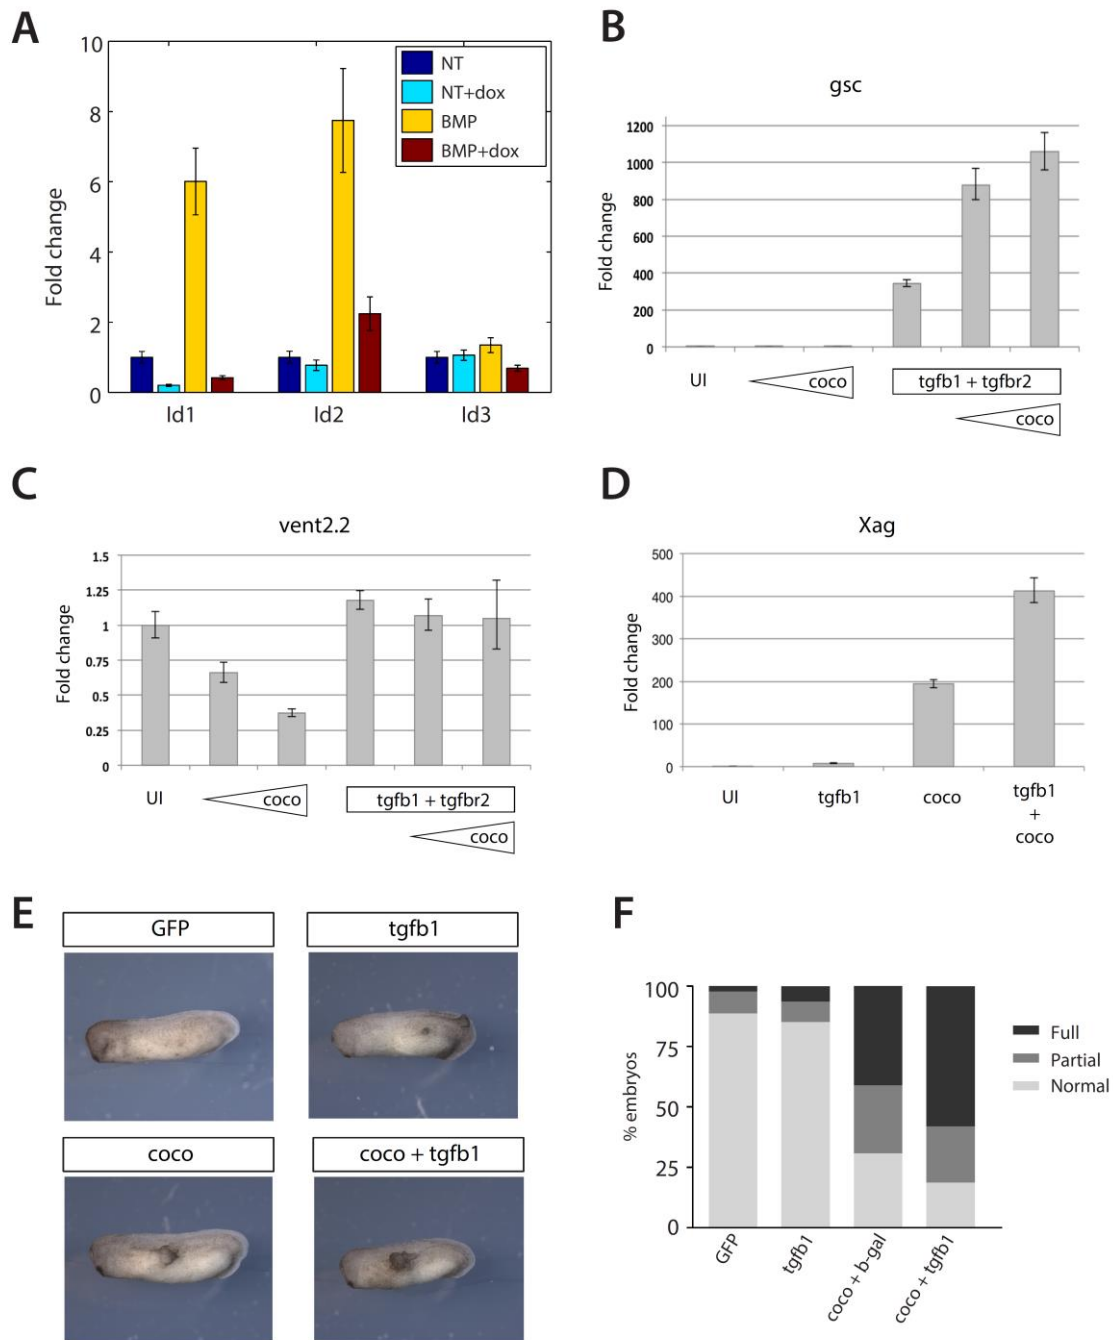 A
10
8
6
4
2
0
Fold change
NT
NT+dox
BMP
BMP+dox
Id1 Id2 Id3
B
gsc
1200
1000
800
600
400
200
0
Fold change
UI coco tgfb1 + tgfbr2
coco
C
vent2.2
1.5
1.25
1
0.75
0.5
0.25
0
Fold change
UI coco tgfb1 + tgfbr2
coco
D
Xag
500
400
300
200
100
0
Fold change
UI tgfb1 coco tgfb1
+
coco
E
GFP tgfb1
coco coco + tgfb1
F
100
75
50
25
0
% embryos
Full
Partial
Normal
GFP tgfb1 coco + b-gal coco + tgfb1